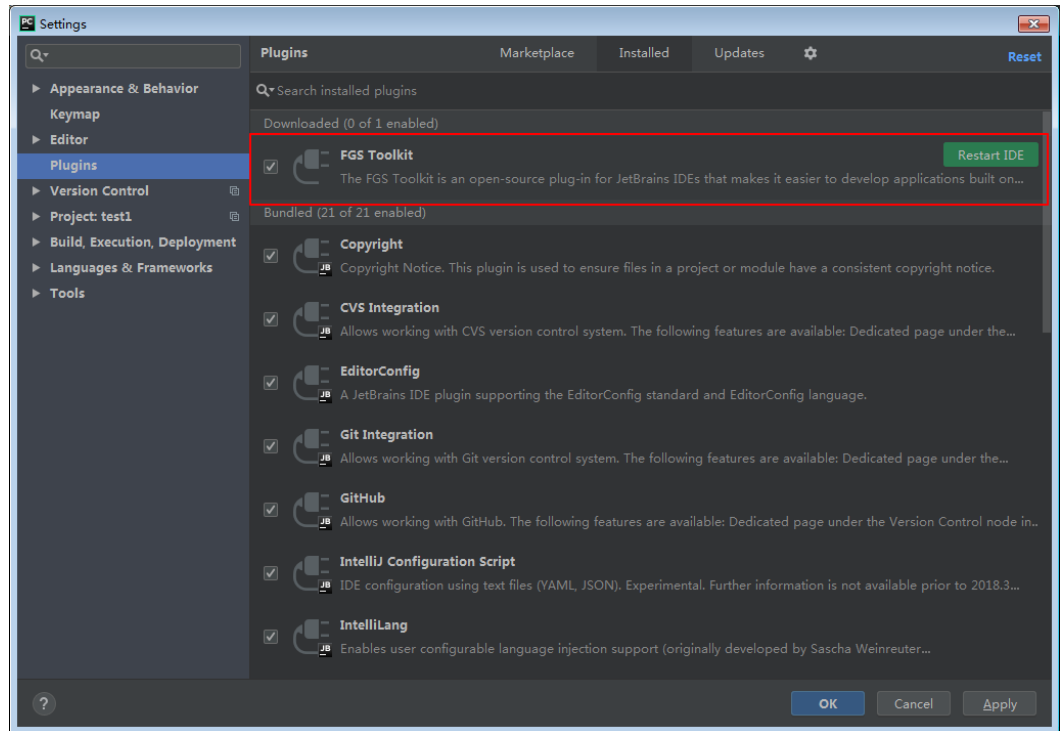 PC Settings
Plugins Marketplace Installed Updates Reset
Appearance & Behavior
Keymap
Editor
Plugins
Version Control
Project: test1
Build, Execution, Deployment
Languages & Frameworks
Tools
Search installed plugins
Downloaded (0 of 1 enabled)
FGS Toolkit Restart IDE
The FGS Toolkit is an open-source plug-in for JetBrains IDEs that makes it easier to develop applications built on...
Bundled (21 of 21 enabled)
Copyright
JB Copyright Notice. This plugin is used to ensure files in a project or module have a consistent copyright notice.
CVS Integration
JB Allows working with CVS version control system. The following features are available: Dedicated page under the...
EditorConfig
JB A JetBrains IDE plugin supporting the EditorConfig standard and EditorConfig language.
Git Integration
JB Allows working with Git version control system. The following features are available: Dedicated page under the...
GitHub
JB Allows working with GitHub. The following features are available: Dedicated page under the Version Control node in..
IntelliJ Configuration Script
JB IDE configuration using text files (YAML, JSON). Experimental. Further information is not available prior to 2018.3...
IntelliLang
JB Enables user configurable language injection support (originally developed by Sascha Weinreuter...
? OK Cancel Apply